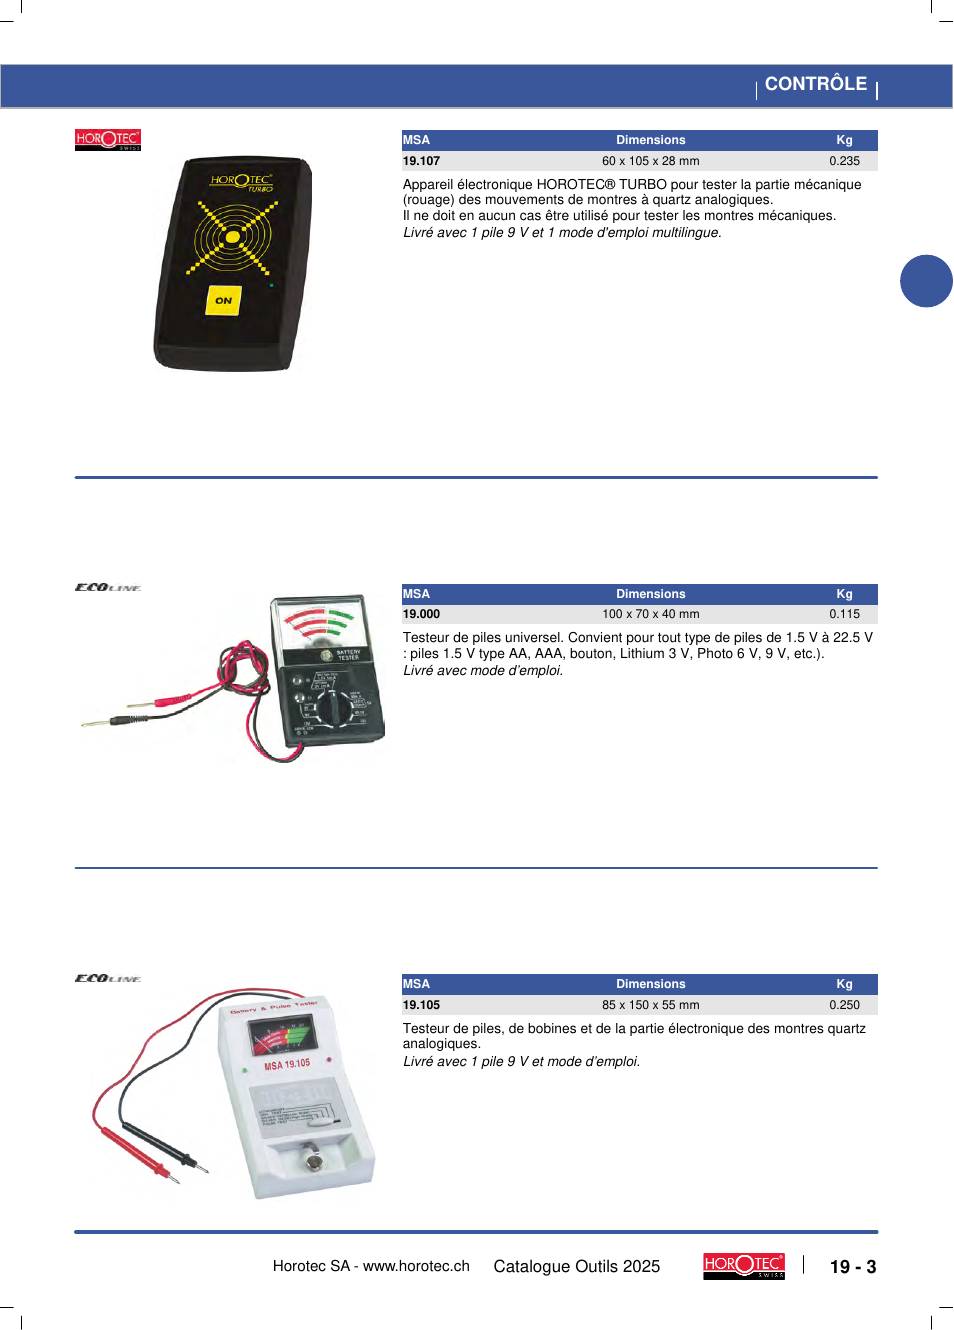 CONTRÔLE
HOROTEC®
SWISS
HOROTEC®
TURBO
ON
MSA Dimensions Kg
19.107 60 x 105 x 28 mm 0.235
Appareil électronique HOROTEC® TURBO pour tester la partie mécanique
(rouage) des mouvements de montres à quartz analogiques.
Il ne doit en aucun cas être utilisé pour tester les montres mécaniques.
Livré avec 1 pile 9 V et 1 mode d'emploi multilingue.
ECOLINE
BATTERY
TESTER
MSA Dimensions Kg
19.000 100 x 70 x 40 mm 0.115
Testeur de piles universel. Convient pour tout type de piles de 1.5 V à 22.5 V
: piles 1.5 V type AA, AAA, bouton, Lithium 3 V, Photo 6 V, 9 V, etc.).
Livré avec mode d'emploi.
ECOLINE
Battery & Pulse Tester
MSA 19.105
MSA Dimensions Kg
19.105 85 x 150 x 55 mm 0.250
Testeur de piles, de bobines et de la partie électronique des montres quartz
analogiques.
Livré avec 1 pile 9 V et mode d'emploi.
Horotec SA - www.horotec.ch Catalogue Outils 2025 HOROTEC® SWISS 19 - 3